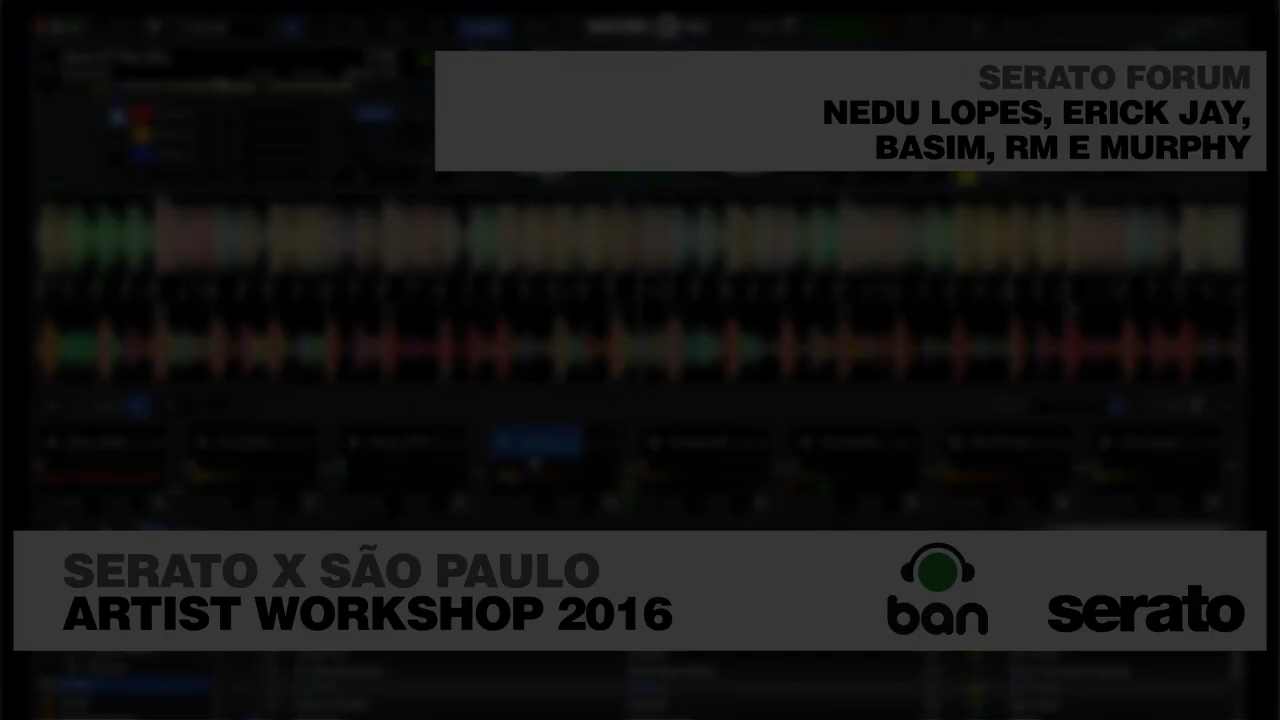 SERATO FORUM
NEDU LOPES, ERICK JAY,
BASIM, RM E MURPHY
SERATO X SÃO PAULO
ARTIST WORKSHOP 2016
ban
serato